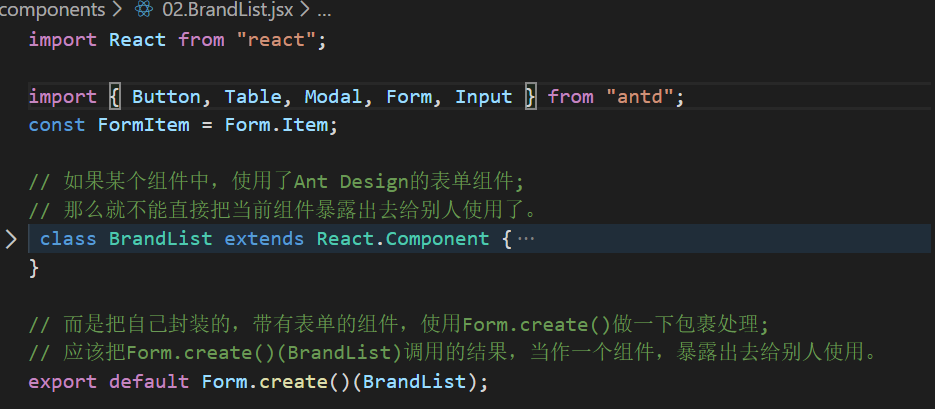 components > 02.BrandList.jsx > ...
import React from "react";
import { Button, Table, Modal, Form, Input } from "antd";
const FormItem = Form.Item;
// 如果某个组件中，使用了Ant Design的表单组件;
// 那么就不能直接把当前组件暴露出去给别人使用了。
class BrandList extends React.Component {…
}
// 而是把自己封装的，带有表单的组件，使用Form.create()做一下包裹处理;
// 应该把Form.create()(BrandList)调用的结果，当作一个组件，暴露出去给别人使用。
export default Form.create()(BrandList);